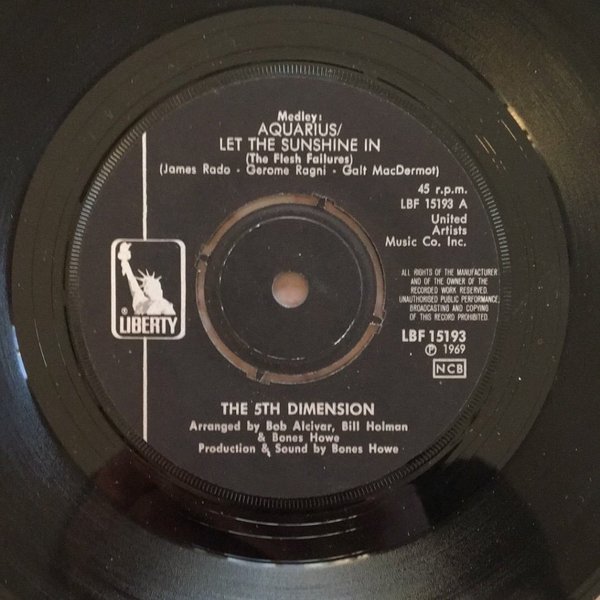 Medley:
AQUARIUS/
LET THE SUNSHINE IN
(The Flesh Failures)
(James Rado · Gerome Ragni · Galt MacDermot)
45 r.p.m.
LBF 15193 A
United
Artists
Music Co. Inc.
ALL RIGHTS OF THE MANUFACTURER
AND OF THE OWNER OF THE
RECORDED WORK RESERVED.
UNAUTHORISED PUBLIC PERFORMANCE,
BROADCASTING AND COPYING
OF THIS RECORD PROHIBITED.
LIBERTY
LBF 15193
℗ 1969
NCB
THE 5TH DIMENSION
Arranged by Bob Alcivar, Bill Holman
& Bones Howe
Production & Sound by Bones Howe